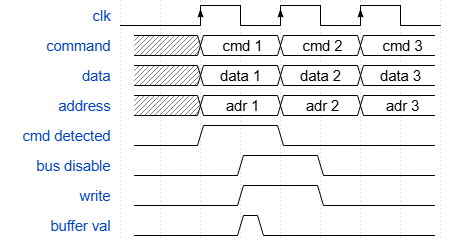 clk
command cmd 1 cmd 2 cmd 3
data data 1 data 2 data 3
address adr 1 adr 2 adr 3
cmd detected
bus disable
write
buffer val